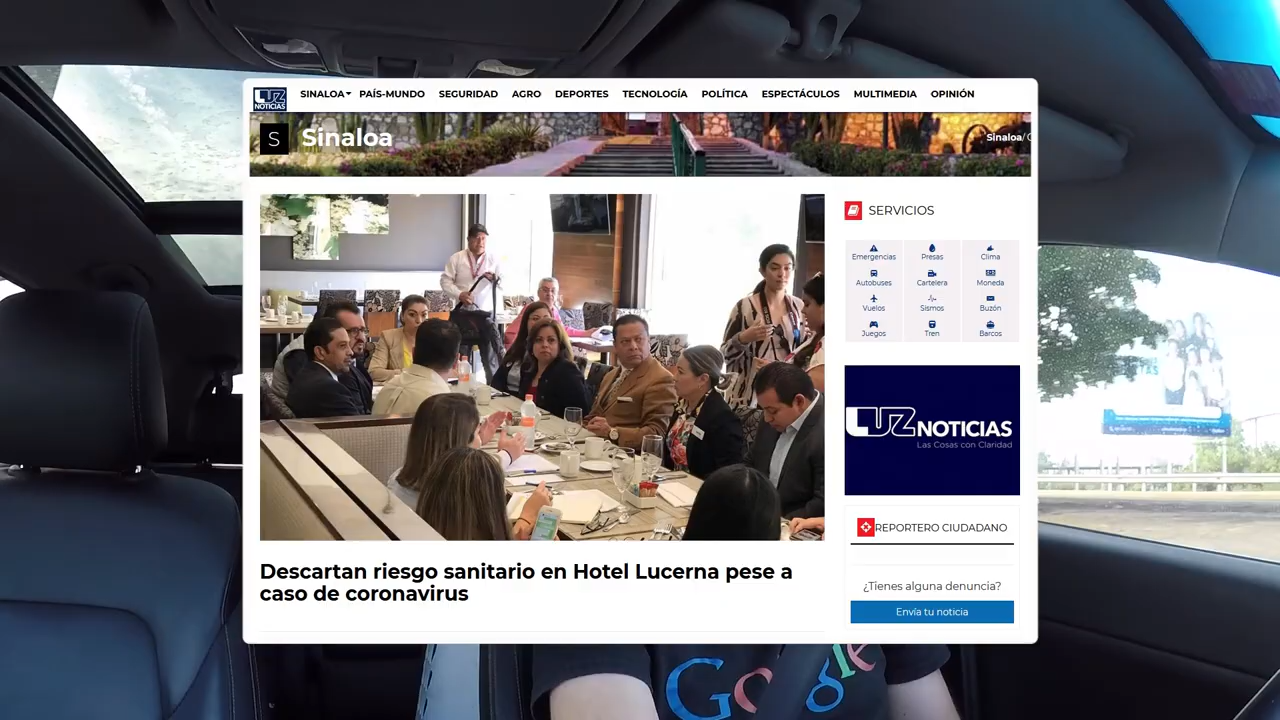 LUZ
NOTICIAS
SINALOA PAÍS-MUNDO SEGURIDAD AGRO DEPORTES TECNOLOGÍA POLÍTICA ESPECTÁCULOS MULTIMEDIA OPINIÓN
S Sinaloa
Sinaloa/
SERVICIOS
Emergencias Presas Clima
Autobuses Cartelera Moneda
Vuelos Sismos Buzón
Juegos Tren Barcos
LUZ NOTICIAS
Las Cosas con Claridad
REPORTERO CIUDADANO
¿Tienes alguna denuncia?
Envía tu noticia
Descartan riesgo sanitario en Hotel Lucerna pese a
caso de coronavirus
Google